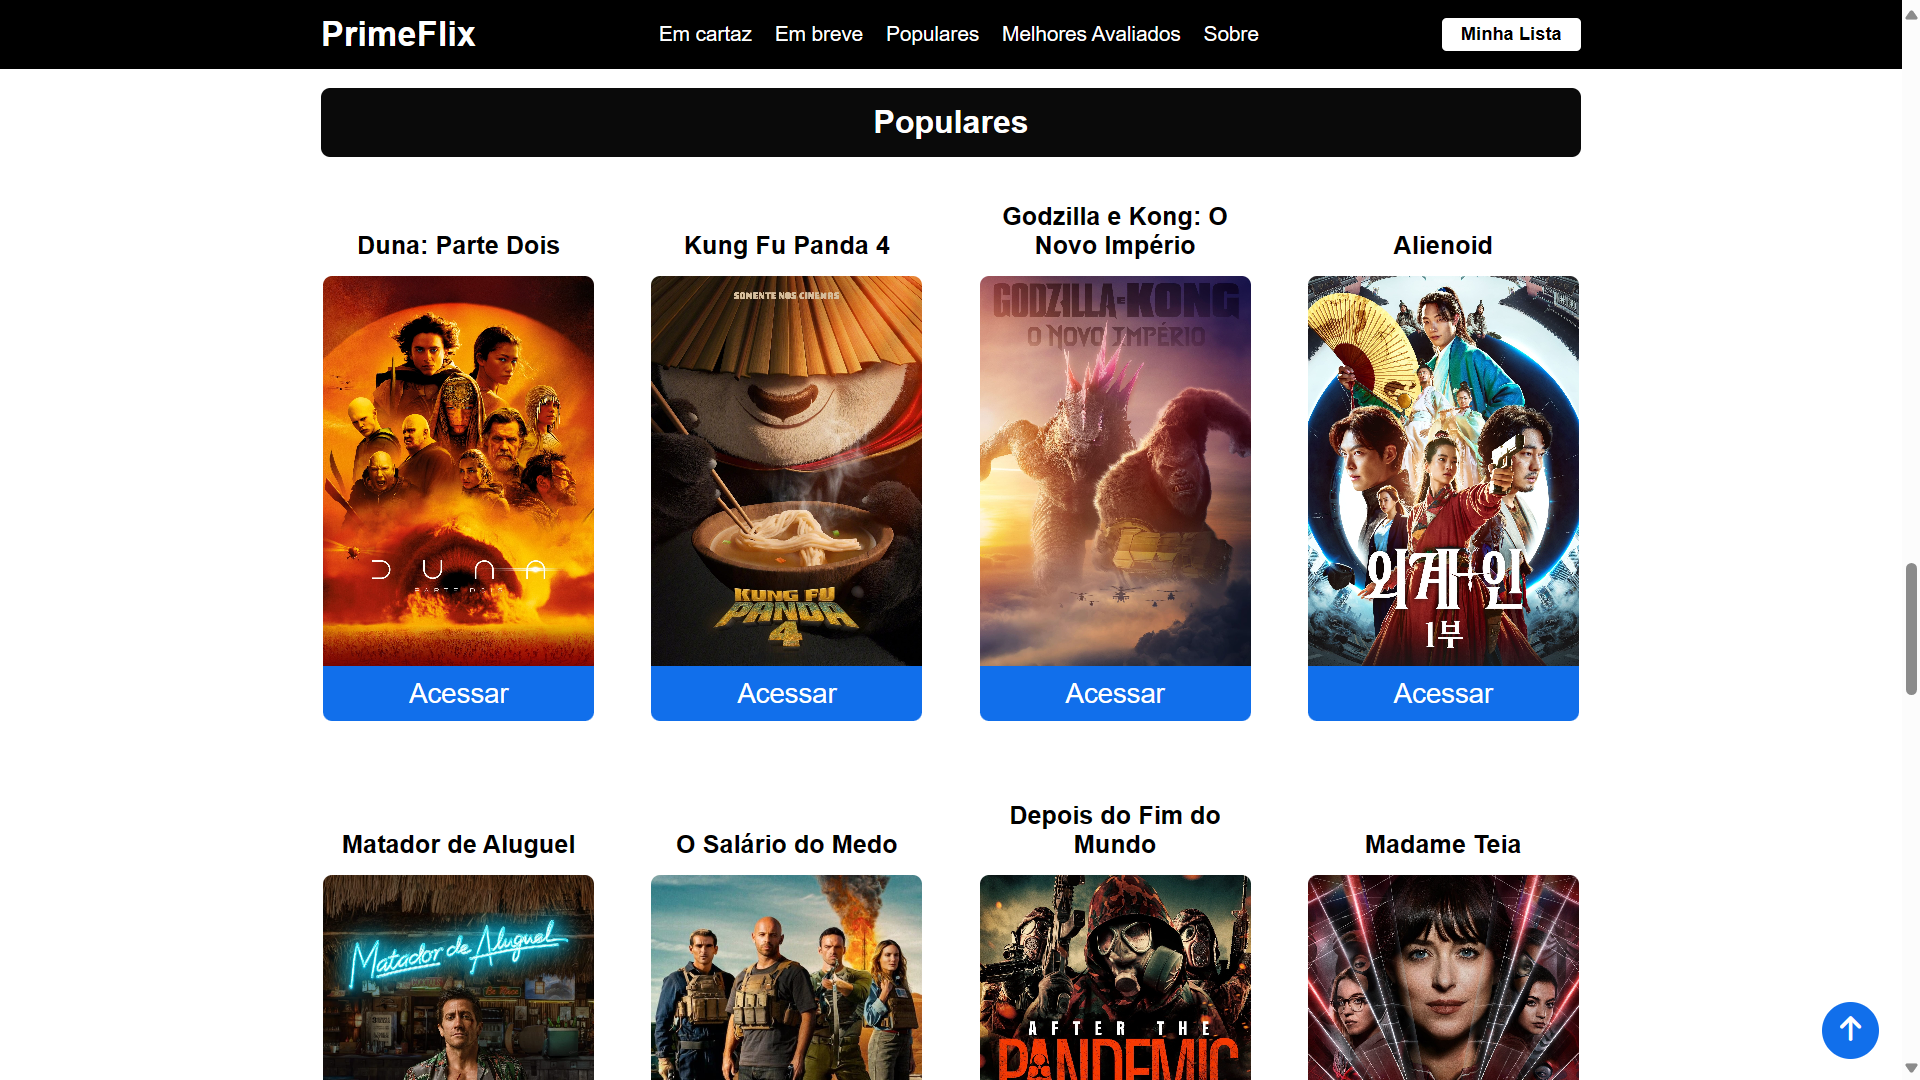 PrimeFlix
Em cartaz
Em breve
Populares
Melhores Avaliados
Sobre
Minha Lista
Populares
Duna: Parte Dois
Kung Fu Panda 4
Godzilla e Kong: O
Novo Império
Alienoid
DUNA
PARTE DOIS
SOMENTE NOS CINEMAS
KUNG FU
PANDA
4
GODZILLA E KONG
O NOVO IMPÉRIO
외계+인
1부
Acessar
Acessar
Acessar
Acessar
Matador de Aluguel
O Salário do Medo
Depois do Fim do
Mundo
Madame Teia
Matador de Aluguel
AFTER THE
PANDEMIC